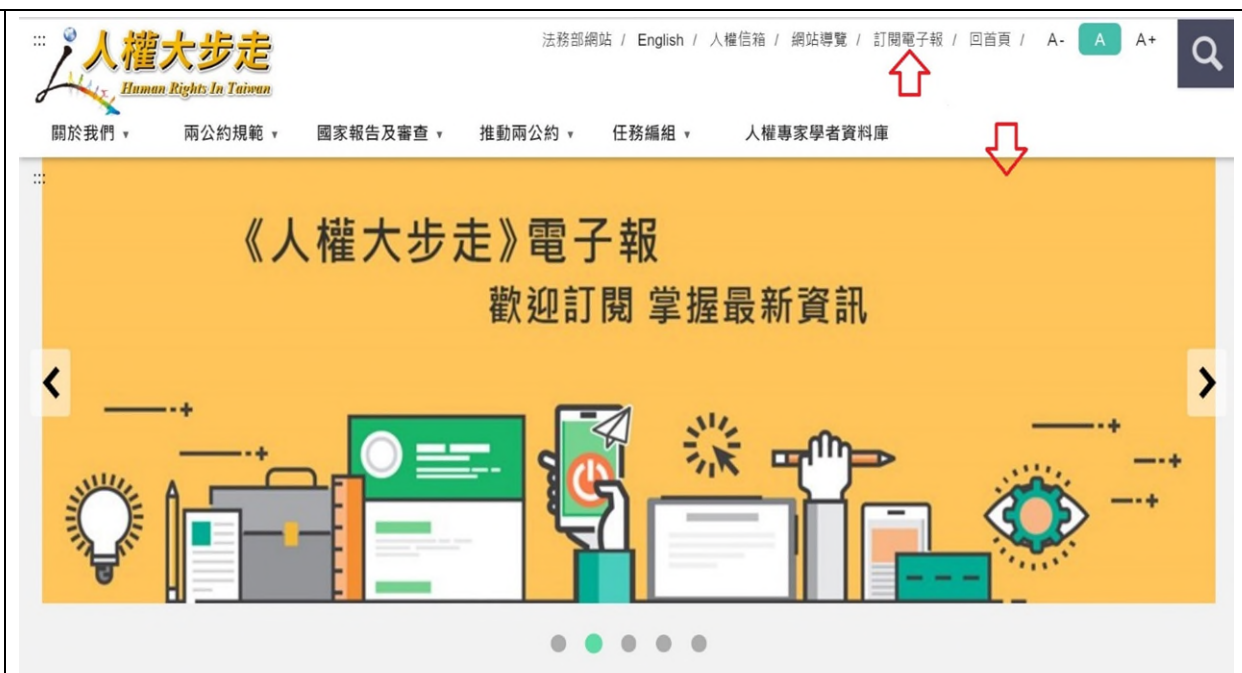 :::
人權大步走
Human Rights In Taiwan
法務部網站 / English / 人權信箱 / 網站導覽 / 訂閱電子報 / 回首頁 / A- A A+
關於我們 兩公約規範 國家報告及審查 推動兩公約 任務編組 人權專家學者資料庫
:::
《人權大步走》電子報
歡迎訂閱 掌握最新資訊